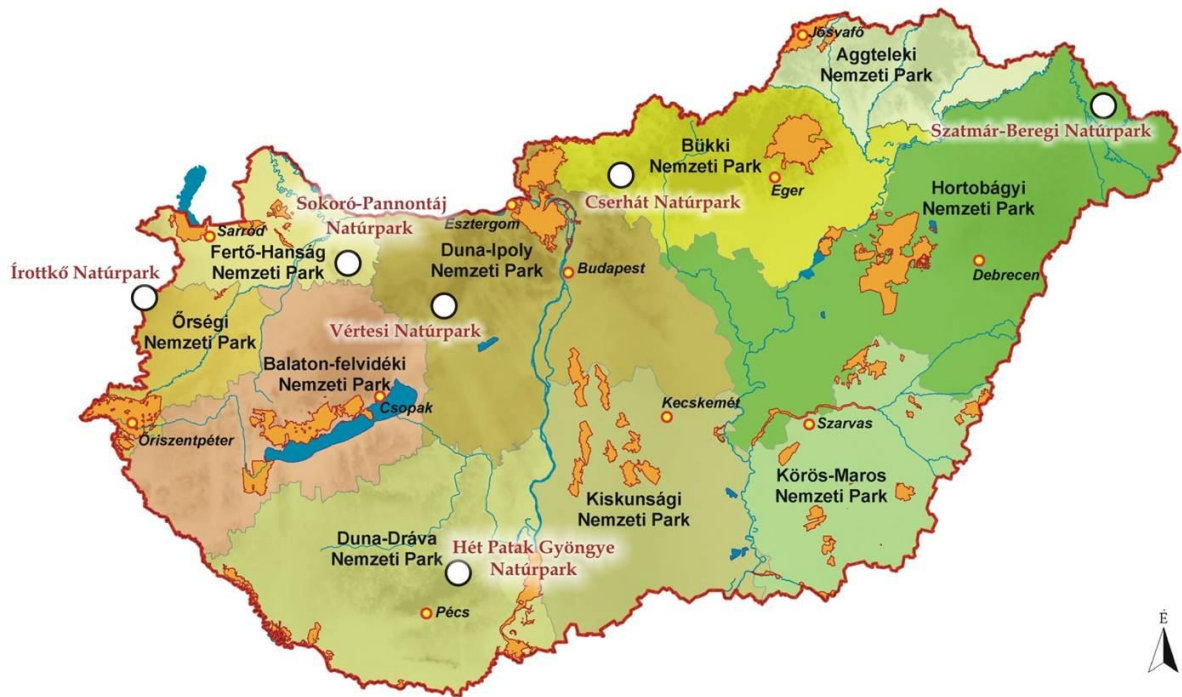 Jósvafő
Aggteleki
Nemzeti Park
Szatmár-Beregi Natúrpark
Bükki
Nemzeti Park
Eger
Cserhát Natúrpark
Hortobágyi
Nemzeti Park
Debrecen
Sokoró-Pannontáj
Natúrpark
Esztergom
Sarród
Fertő-Hanság
Nemzeti Park
Duna-Ipoly
Nemzeti Park
Budapest
Írottkő Natúrpark
Őrségi
Nemzeti Park
Vértesi Natúrpark
Balaton-felvidéki
Nemzeti Park
Csopak
Őriszentpéter
Kecskemét
Szarvas
Körös-Maros
Nemzeti Park
Kiskunsági
Nemzeti Park
Duna-Dráva
Nemzeti Park
Hét Patak Gyöngye
Natúrpark
Pécs
É